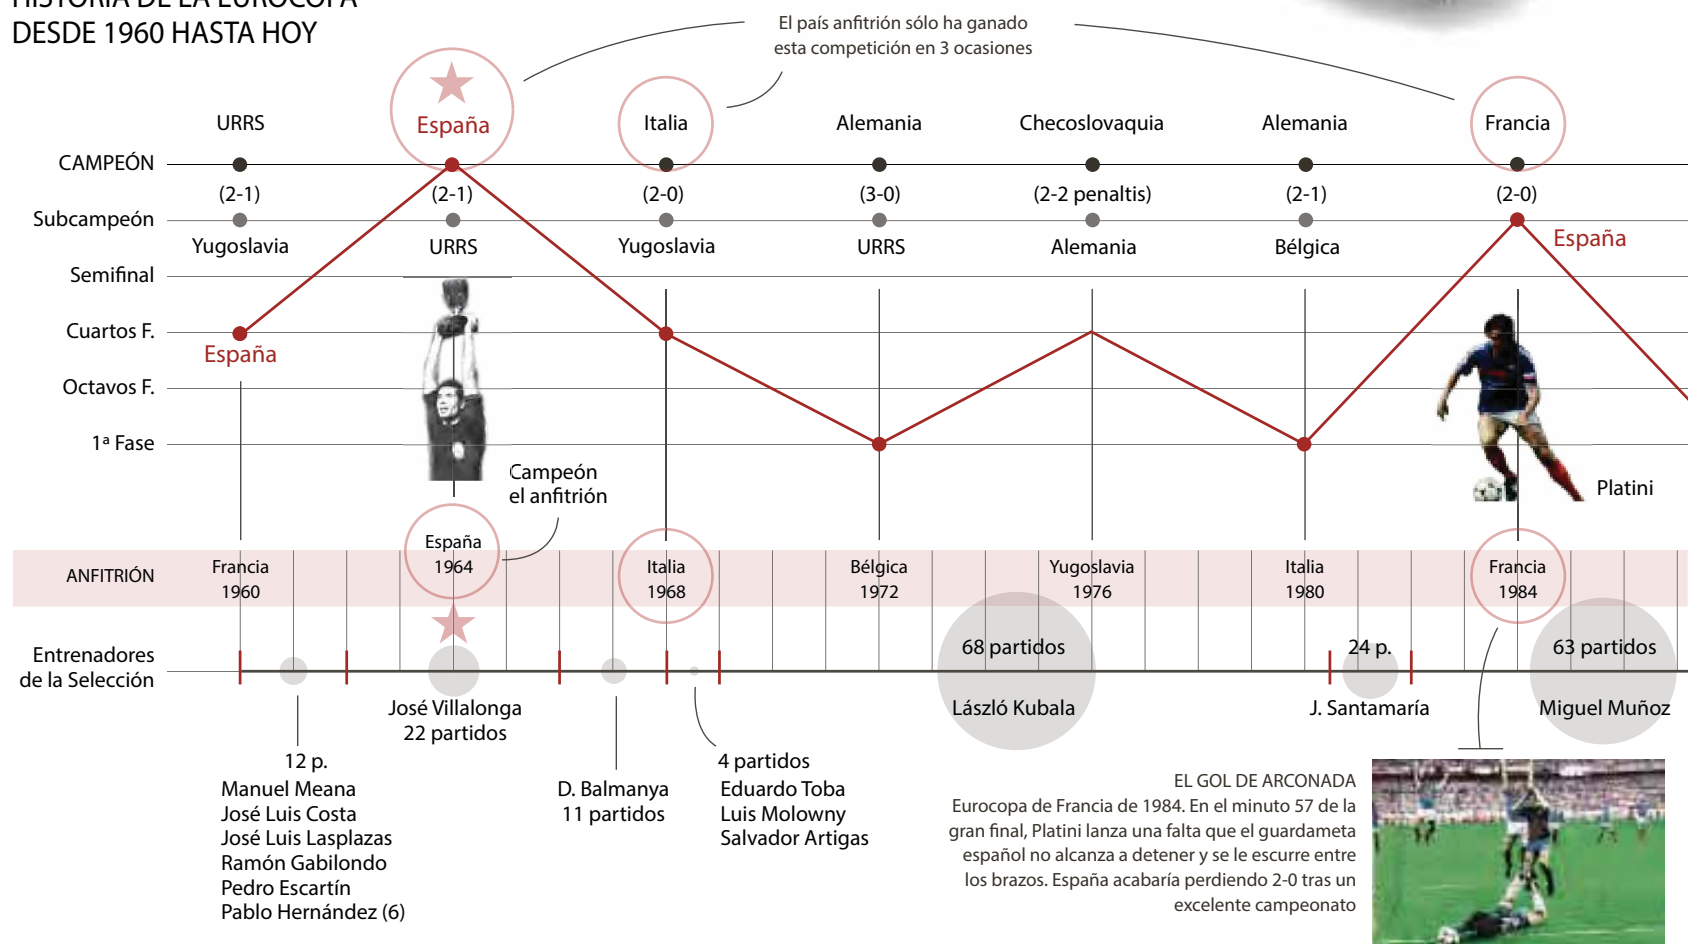 HISTORIA DE LA EUROCOPA
DESDE 1960 HASTA HOY
El país anfitrión sólo ha ganado
esta competición en 3 ocasiones
URRS
España
Italia
Alemania
Checoslovaquia
Alemania
Francia
CAMPEÓN
(2-1)
(2-1)
(2-0)
(3-0)
(2-2 penaltis)
(2-1)
(2-0)
Subcampeón
Yugoslavia
URRS
Yugoslavia
URRS
Alemania
Bélgica
España
Semifinal
Cuartos F.
España
Octavos F.
1ª Fase
Campeón
el anfitrión
Platini
ANFITRIÓN
Francia
1960
España
1964
Italia
1968
Bélgica
1972
Yugoslavia
1976
Italia
1980
Francia
1984
Entrenadores
de la Selección
12 p.
Manuel Meana
José Luis Costa
José Luis Lasplazas
Ramón Gabilondo
Pedro Escartín
Pablo Hernández (6)
José Villalonga
22 partidos
D. Balmanya
11 partidos
4 partidos
Eduardo Toba
Luis Molowny
Salvador Artigas
68 partidos
László Kubala
24 p.
J. Santamaría
63 partidos
Miguel Muñoz
EL GOL DE ARCONADA
Eurocopa de Francia de 1984. En el minuto 57 de la
gran final, Platini lanza una falta que el guardameta
español no alcanza a detener y se le escurre entre
los brazos. España acabaría perdiendo 2-0 tras un
excelente campeonato